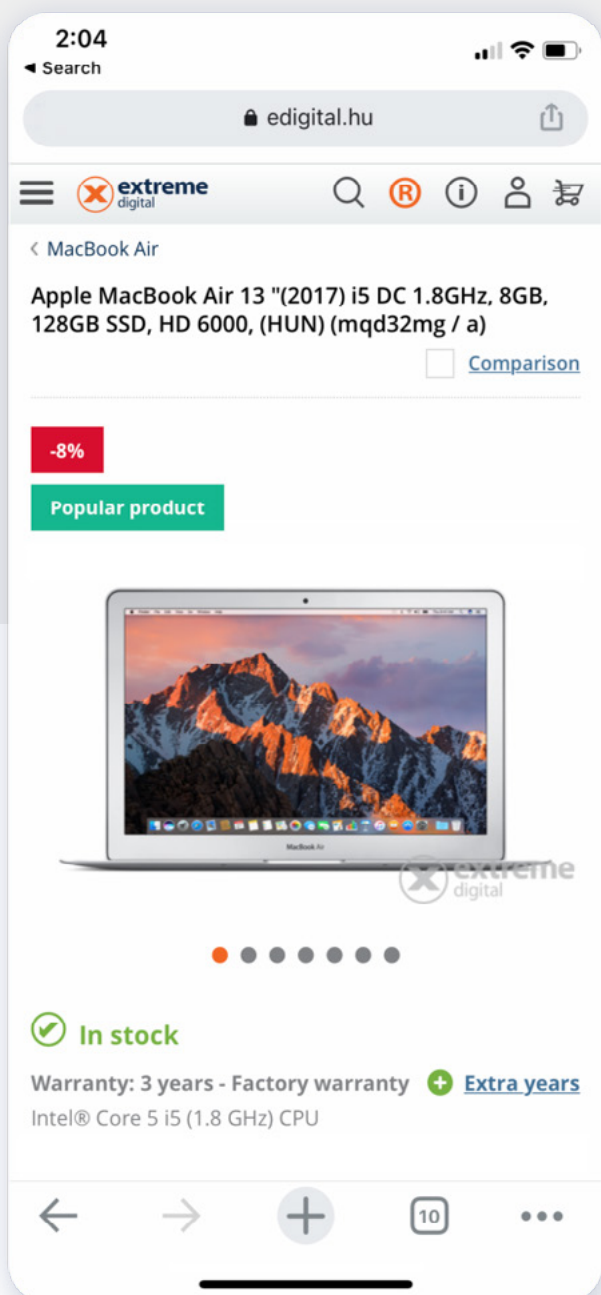 2:04
◀ Search
edigital.hu
extreme
digital
MacBook Air
Apple MacBook Air 13 "(2017) i5 DC 1.8GHz, 8GB,
128GB SSD, HD 6000, (HUN) (mqd32mg / a)
Comparison
-8%
Popular product
MacBook Air
extreme
digital
In stock
Warranty: 3 years - Factory warranty Extra years
Intel® Core 5 i5 (1.8 GHz) CPU
10